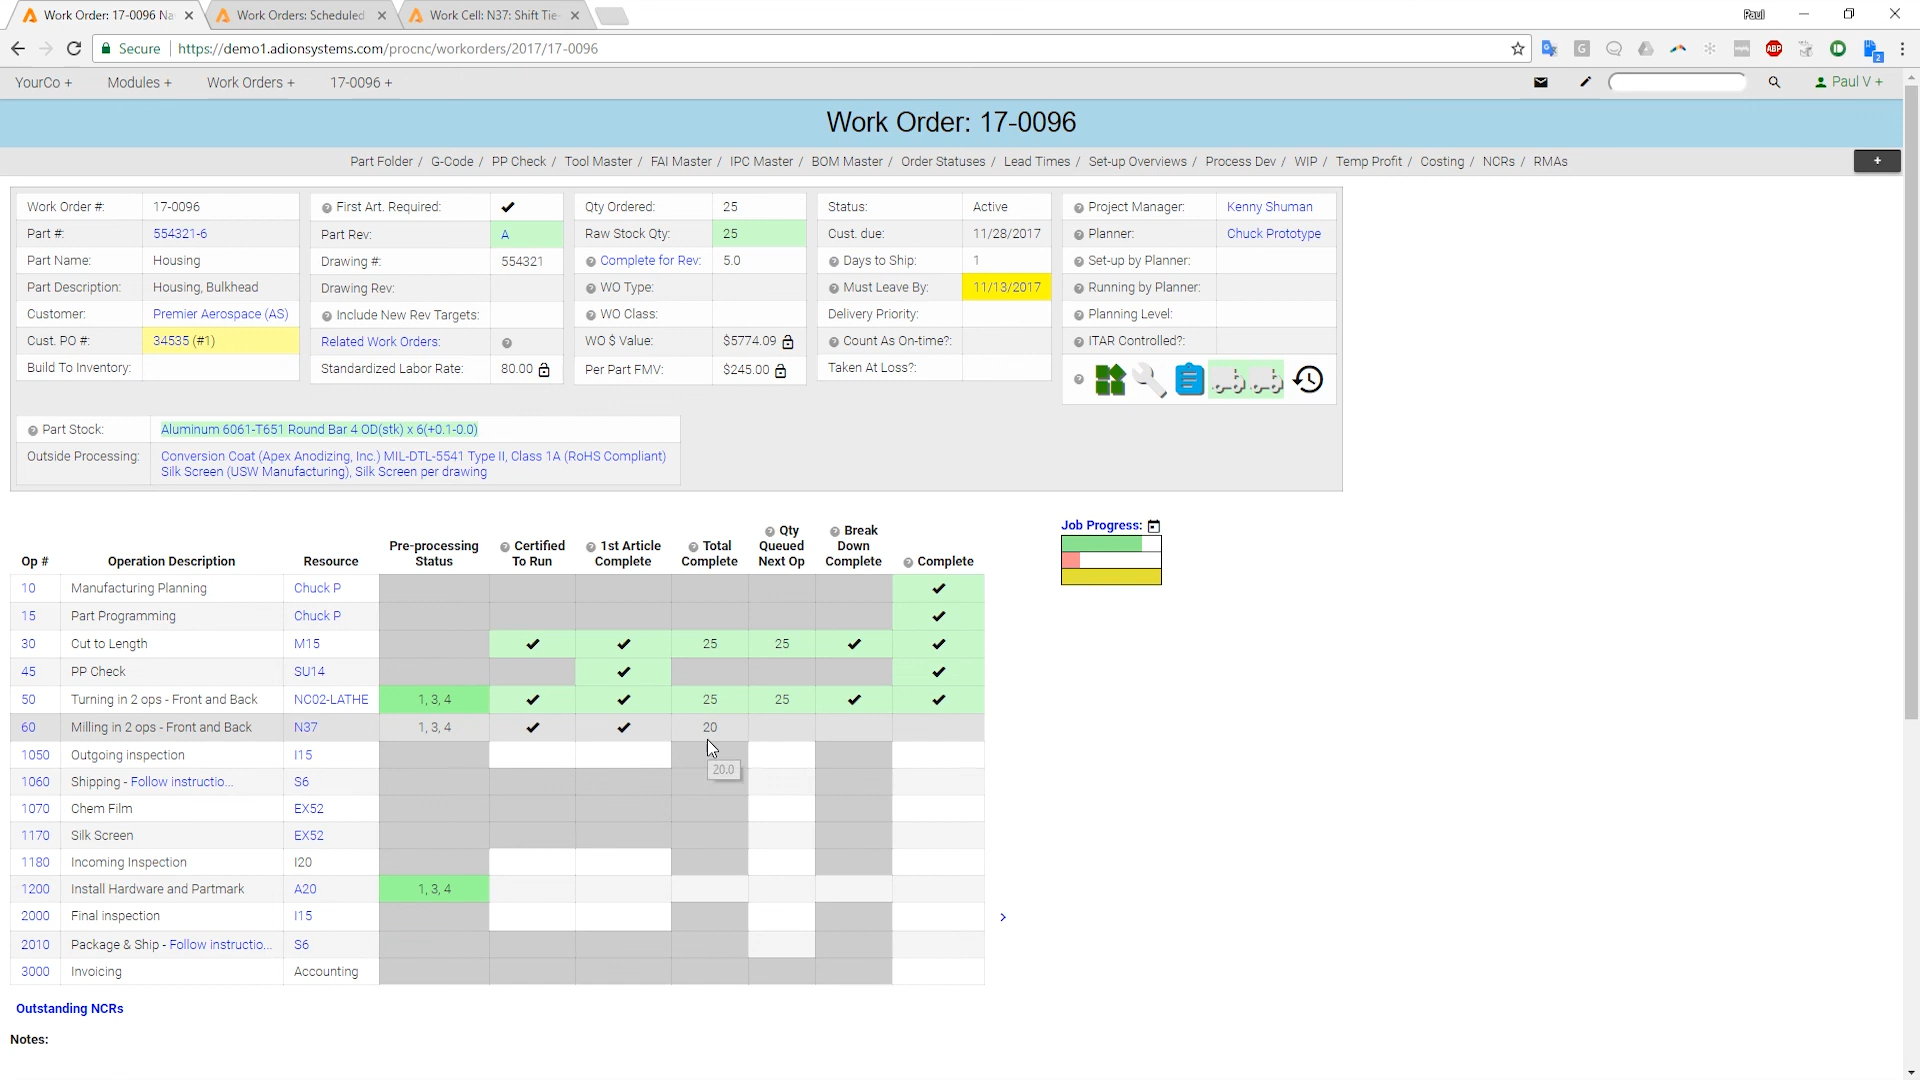 Work Order: 17-0096 Na
Work Orders: Scheduled
Work Cell: N37: Shift Tie-
Paul
Secure
https://demo1.adionsystems.com/procnc/workorders/2017/17-0096
ABP
2
YourCo +
Modules +
Work Orders +
17-0096 +
Paul V +
Work Order: 17-0096
Part Folder / G-Code / PP Check / Tool Master / FAI Master / IPC Master / BOM Master / Order Statuses / Lead Times / Set-up Overviews / Process Dev / WIP / Temp Profit / Costing / NCRs / RMAs
+
Work Order #: 17-0096
Part #: 554321-6
Part Name: Housing
Part Description: Housing, Bulkhead
Customer: Premier Aerospace (AS)
Cust. PO #: 34535 (#1)
Build To Inventory:
First Art. Required: ✔
Part Rev: A
Drawing #: 554321
Drawing Rev:
Include New Rev Targets:
Related Work Orders:
Standardized Labor Rate: 80.00
Qty Ordered: 25
Raw Stock Qty: 25
Complete for Rev: 5.0
WO Type:
WO Class:
WO $ Value: $5774.09
Per Part FMV: $245.00
Status: Active
Cust. due: 11/28/2017
Days to Ship: 1
Must Leave By: 11/13/2017
Delivery Priority:
Count As On-time?:
Taken At Loss?:
Project Manager: Kenny Shuman
Planner: Chuck Prototype
Set-up by Planner:
Running by Planner:
Planning Level:
ITAR Controlled?:
Part Stock: Aluminum 6061-T651 Round Bar 4 OD(stk) x 6(+0.1-0.0)
Outside Processing: Conversion Coat (Apex Anodizing, Inc.) MIL-DTL-5541 Type II, Class 1A (RoHS Compliant)
Silk Screen (USW Manufacturing), Silk Screen per drawing
Op # Operation Description Resource Pre-processing Status Certified To Run 1st Article Complete Total Complete Qty Queued Next Op Break Down Complete Complete
10 Manufacturing Planning Chuck P ✔
15 Part Programming Chuck P ✔
30 Cut to Length M15 ✔ ✔ 25 25 ✔ ✔
45 PP Check SU14 ✔ ✔
50 Turning in 2 ops - Front and Back NC02-LATHE 1, 3, 4 ✔ ✔ 25 25 ✔ ✔
60 Milling in 2 ops - Front and Back N37 1, 3, 4 ✔ ✔ 20
1050 Outgoing inspection I15
20.0
1060 Shipping - Follow instructio... S6
1070 Chem Film EX52
1170 Silk Screen EX52
1180 Incoming Inspection I20
1200 Install Hardware and Partmark A20 1, 3, 4
2000 Final inspection I15
2010 Package & Ship - Follow instructio... S6
3000 Invoicing Accounting
Job Progress:
Outstanding NCRs
Notes: